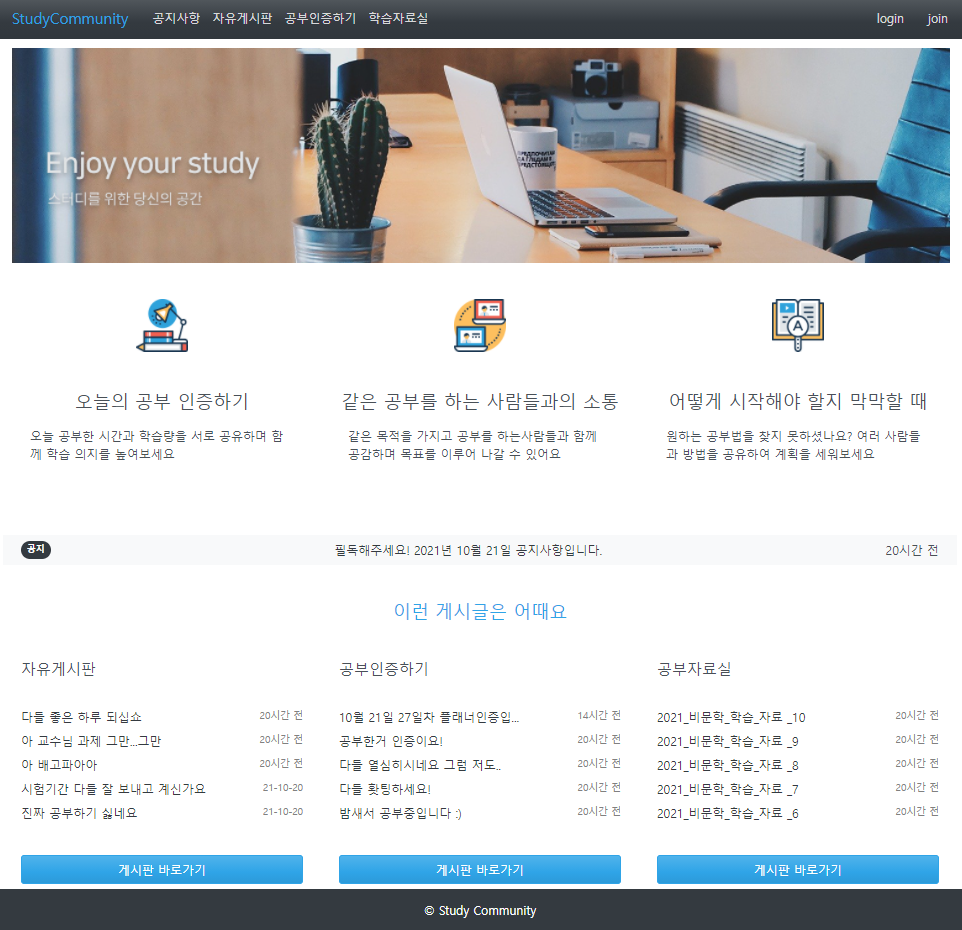 StudyCommunity 공지사항 자유게시판 공부인증하기 학습자료실 login join
Enjoy your study
스터디를 위한 당신의 공간
오늘의 공부 인증하기
오늘 공부한 시간과 학습량을 서로 공유하며 함
께 학습 의지를 높여보세요
같은 공부를 하는 사람들과의 소통
같은 목적을 가지고 공부를 하는사람들과 함께
공감하며 목표를 이루어 나갈 수 있어요
어떻게 시작해야 할지 막막할 때
원하는 공부법을 찾지 못하셨나요? 여러 사람들
과 방법을 공유하여 계획을 세워보세요
공지 필독해주세요! 2021년 10월 21일 공지사항입니다. 20시간 전
이런 게시글은 어때요
자유게시판
다들 좋은 하루 되십쇼 20시간 전
아 교수님 과제 그만...그만 20시간 전
아 배고파아아 20시간 전
시험기간 다들 잘 보내고 계신가요 21-10-20
진짜 공부하기 싫네요 21-10-20
게시판 바로가기
공부인증하기
10월 21일 27일차 플래너인증입... 14시간 전
공부한거 인증이요! 20시간 전
다들 열심히시네요 그럼 저도.. 20시간 전
다들 홧팅하세요! 20시간 전
밤새서 공부중입니다 :) 20시간 전
게시판 바로가기
공부자료실
2021_비문학_학습_자료 _10 20시간 전
2021_비문학_학습_자료 _9 20시간 전
2021_비문학_학습_자료 _8 20시간 전
2021_비문학_학습_자료 _7 20시간 전
2021_비문학_학습_자료 _6 20시간 전
게시판 바로가기
© Study Community